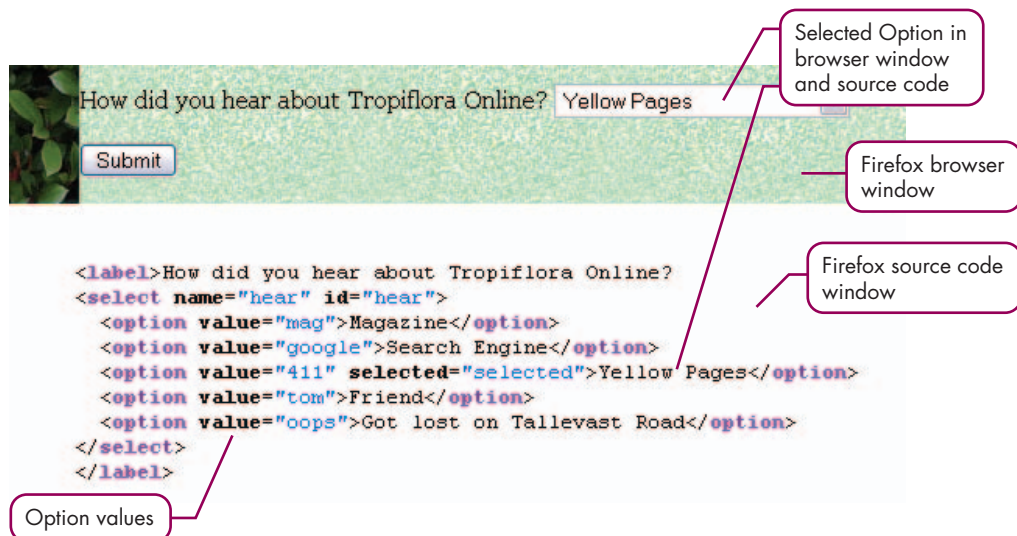 Selected Option in
browser window
and source code
How did you hear about Tropiflora Online? Yellow Pages
Submit
Firefox browser
window
<label>How did you hear about Tropiflora Online?
<select name="hear" id="hear">
<option value="mag">Magazine</option>
<option value="google">Search Engine</option>
<option value="411" selected="selected">Yellow Pages</option>
<option value="tom">Friend</option>
<option value="oops">Got lost on Tallevast Road</option>
</select>
</label>
Firefox source code
window
Option values